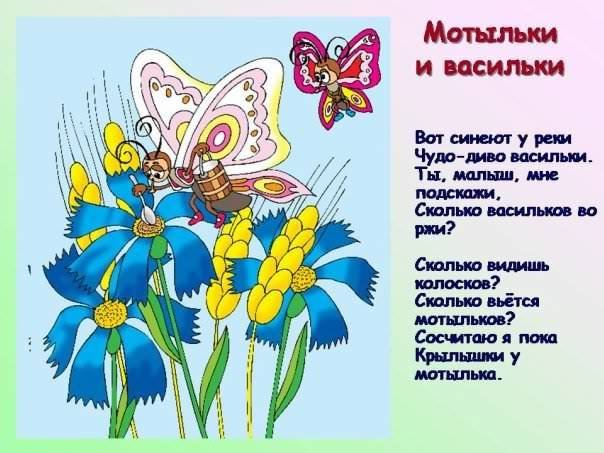 Мотыльки
и васильки
Вот синеют у реки
Чудо-диво васильки.
Ты, малыш, мне
подскажи,
Сколько васильков во
ржи?
Сколько видишь
колосков?
Сколько вьётся
мотыльков?
Сосчитаю я пока
Крылышки у
мотылька.